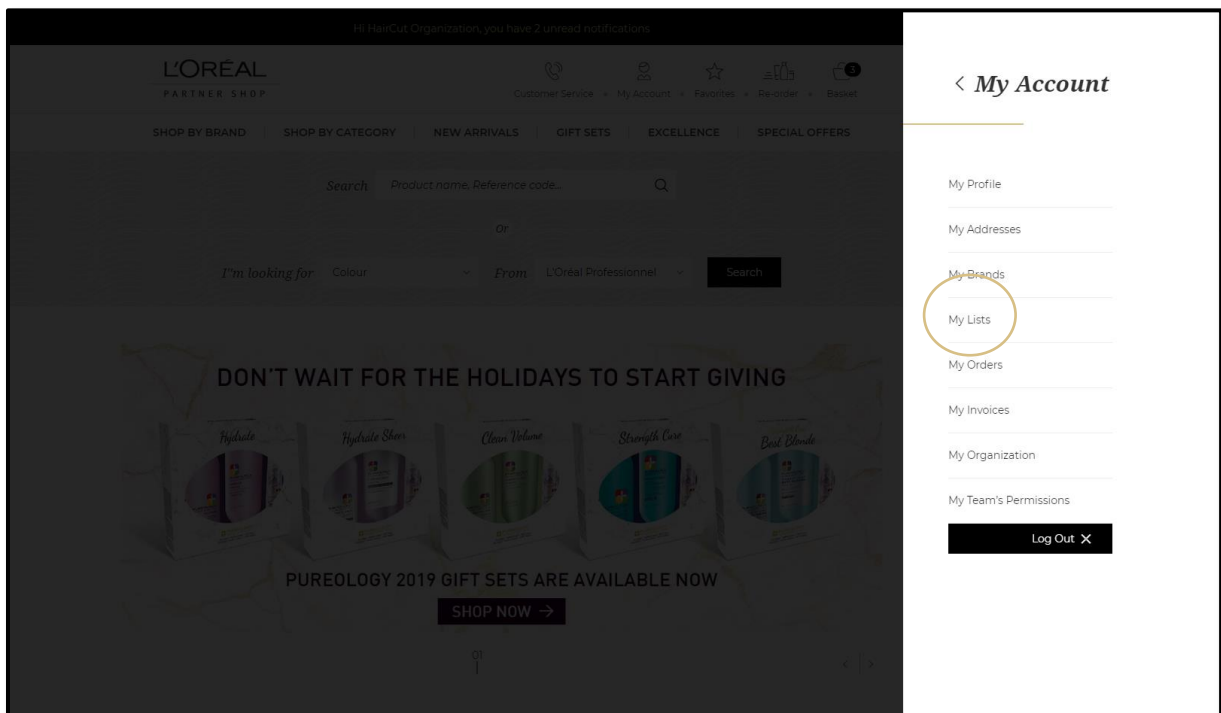 Hi HairCut Organization, you have 2 unread notifications
L'ORÉAL
PARTNER SHOP
Customer Service
My Account
Favorites
Re-order
3
Basket
SHOP BY BRAND
SHOP BY CATEGORY
NEW ARRIVALS
GIFT SETS
EXCELLENCE
SPECIAL OFFERS
Search
Product name, Reference code...
Or
I'm looking for
Colour
From
L'Oréal Professionnel
Search
DON'T WAIT FOR THE HOLIDAYS TO START GIVING
Hydrate
Hydrate Sheer
Clean Volume
Strength Cure
Best Blonde
PUREOLOGY 2019 GIFT SETS ARE AVAILABLE NOW
SHOP NOW →
01
< My Account
My Profile
My Addresses
My Brands
My Lists
My Orders
My Invoices
My Organization
My Team's Permissions
Log Out X